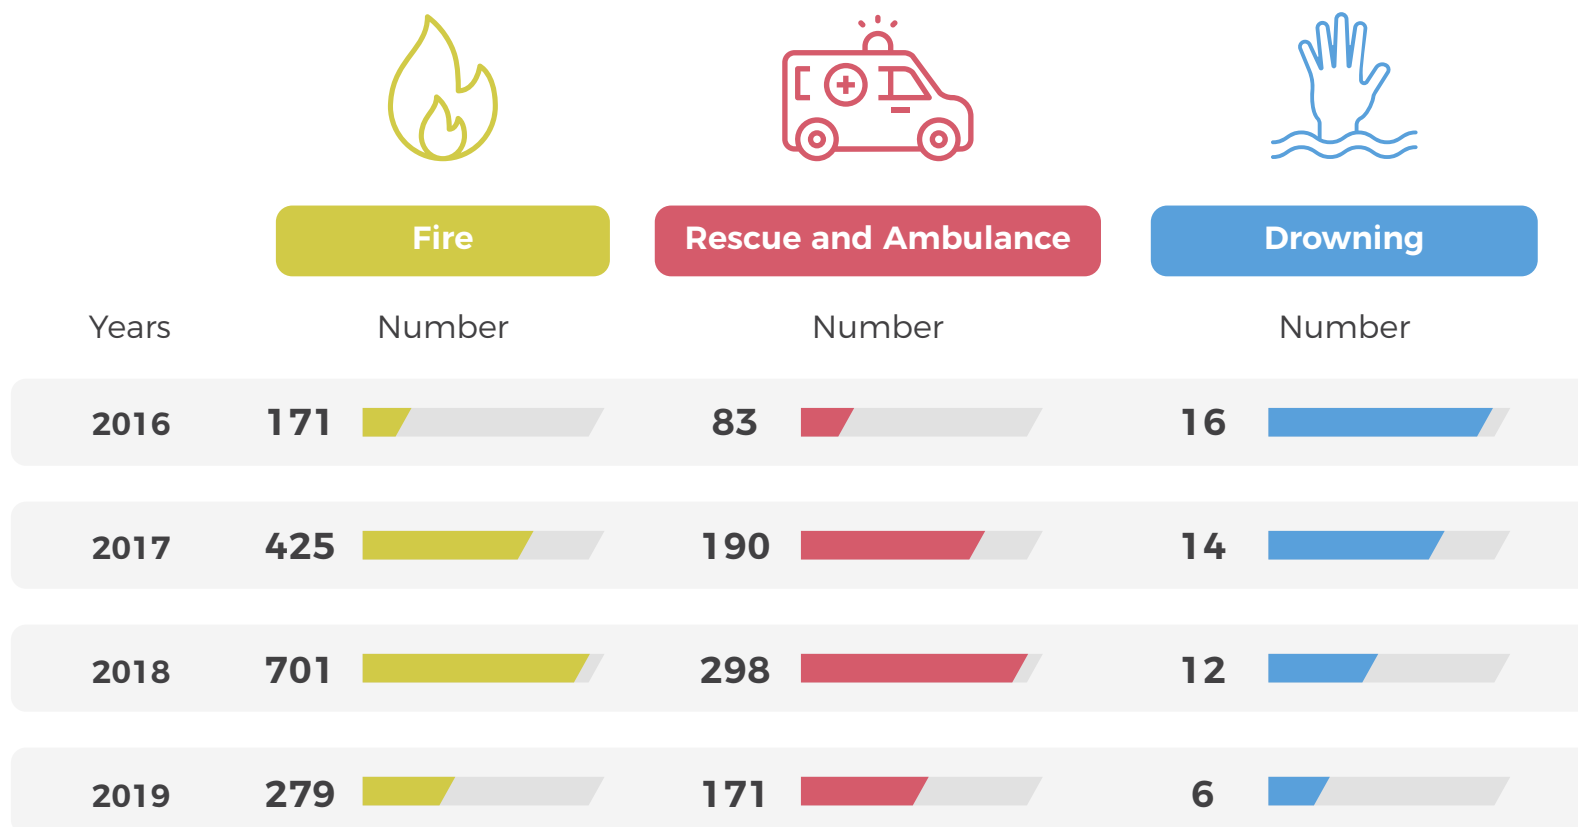 Fire Rescue and Ambulance Drowning
Years Number Number Number
2016 171 83 16
2017 425 190 14
2018 701 298 12
2019 279 171 6